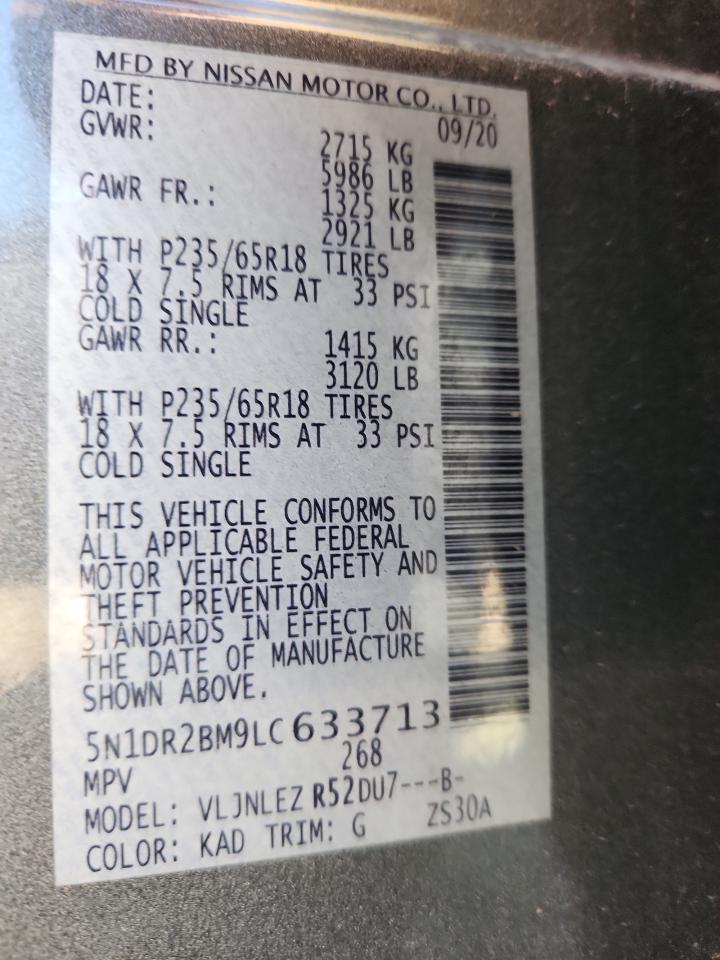 MFD BY NISSAN MOTOR CO., LTD.
DATE: 09/20
GVWR: 2715 KG
5986 LB
GAWR FR.: 1325 KG
2921 LB
WITH P235/65R18 TIRES
18 X 7.5 RIMS AT 33 PSI
COLD SINGLE
GAWR RR.: 1415 KG
3120 LB
WITH P235/65R18 TIRES
18 X 7.5 RIMS AT 33 PSI
COLD SINGLE
THIS VEHICLE CONFORMS TO
ALL APPLICABLE FEDERAL
MOTOR VEHICLE SAFETY AND
THEFT PREVENTION
STANDARDS IN EFFECT ON
THE DATE OF MANUFACTURE
SHOWN ABOVE.
5N1DR2BM9LC633713
MPV 268
MODEL: VLJNLEZ R52DU7---B-
COLOR: KAD TRIM: G ZS30A